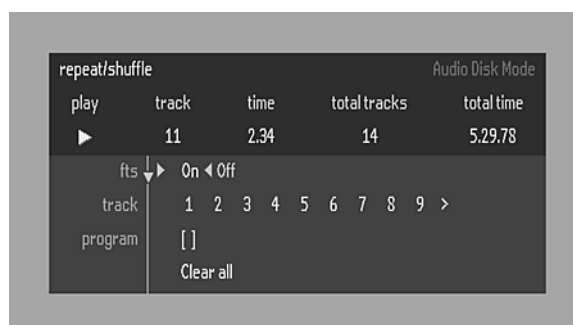 repeat/shuffle Audio Disk Mode
play track time total tracks total time
11 2.34 14 5.29.78
fts On Off
track 1 2 3 4 5 6 7 8 9 >
program [ ]
Clear all